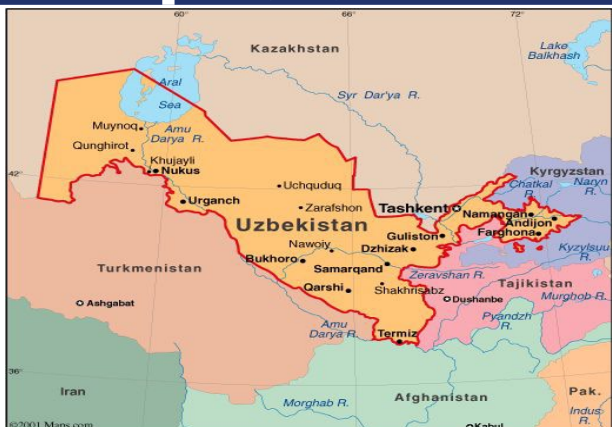 60°
66°
72°
Kazakhstan
Lake
Balkhash
Aral
Sea
Syr Dar'ya R.
Muynoq
Amu
Darya R.
Qunghirot
Khujayli
Nukus
42°
Kyrgyzstan
Chatkal
R.
Naryn
R.
Uchquduq
Urganch
Zarafshon
Tashkent
Namangan
Andijon
Farghona
Uzbekistan
Guliston
Nawoiy
Dzhizak
Kyzylsuu
R.
Bukhoro
Samarqand
Turkmenistan
Zeravshan R.
Tajikistan
Qarshi
Shakhrisabz
Murghob R.
Ashgabat
Dushanbe
Pyandzh
R.
Amu
Darya R.
Termiz
36°
Iran
Afghanistan
Pak.
Morghab R.
Indus
R.
©2001 Maps.com
Kabul